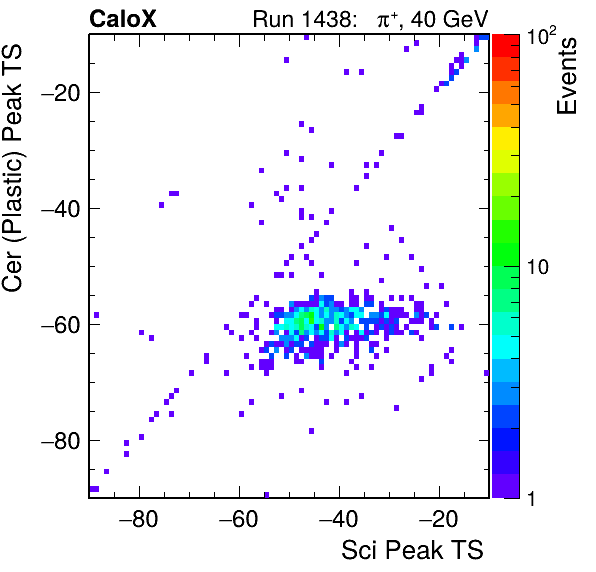 CaloX Run 1438: π⁺, 40 GeV
Cer (Plastic) Peak TS
−20
−40
−60
−80
−80 −60 −40 −20
Sci Peak TS
10²
10
1
Events